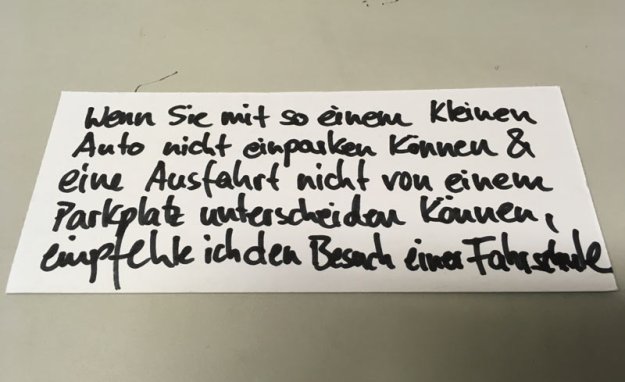 Wenn Sie mit so einem kleinen
Auto nicht einparken können &
eine Ausfahrt nicht von einem
Parkplatz unterscheiden können,
empfehle ich den Besuch einer Fahrschule